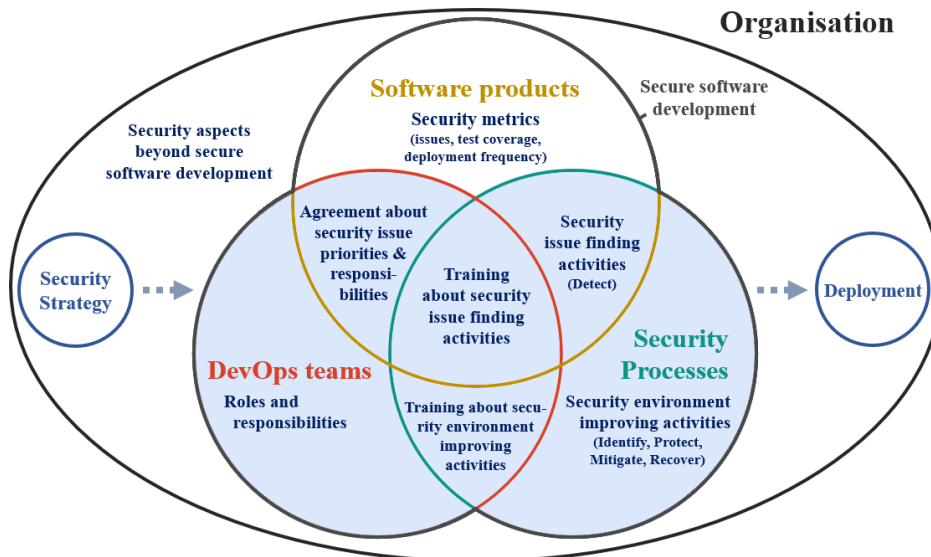 Organisation
Software products
Secure software
development
Security metrics
(issues, test coverage,
deployment frequency)
Security aspects
beyond secure
software development
Agreement about
security issue
priorities &
responsi-
bilities
Security
issue finding
activities
(Detect)
Training
about security
issue finding
activities
Security
Strategy
Deployment
DevOps teams
Roles and
responsibilities
Security
Processes
Security environment
improving activities
(Identify, Protect,
Mitigate, Recover)
Training about secu-
rity environment
improving
activities